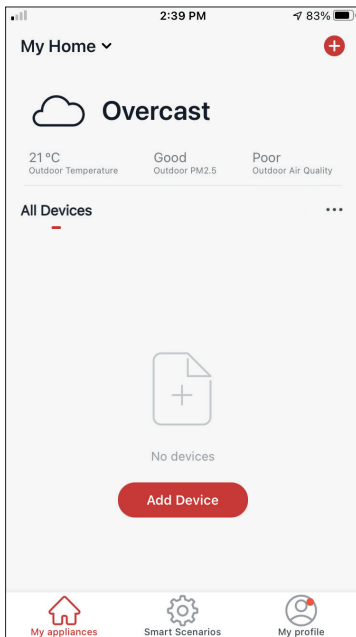 2:39 PM
83%
My Home
Overcast
21 °C
Good
Poor
Outdoor Temperature
Outdoor PM2.5
Outdoor Air Quality
All Devices
No devices
Add Device
My appliances
Smart Scenarios
My profile